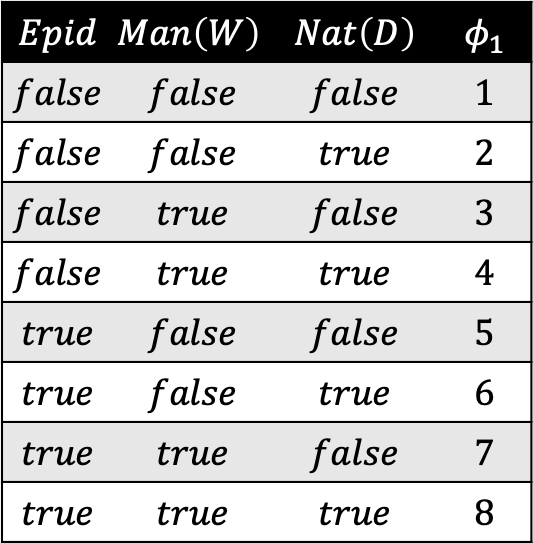 Epid Man(W) Nat(D) ϕ₁
false false false 1
false false true 2
false true false 3
false true true 4
true false false 5
true false true 6
true true false 7
true true true 8